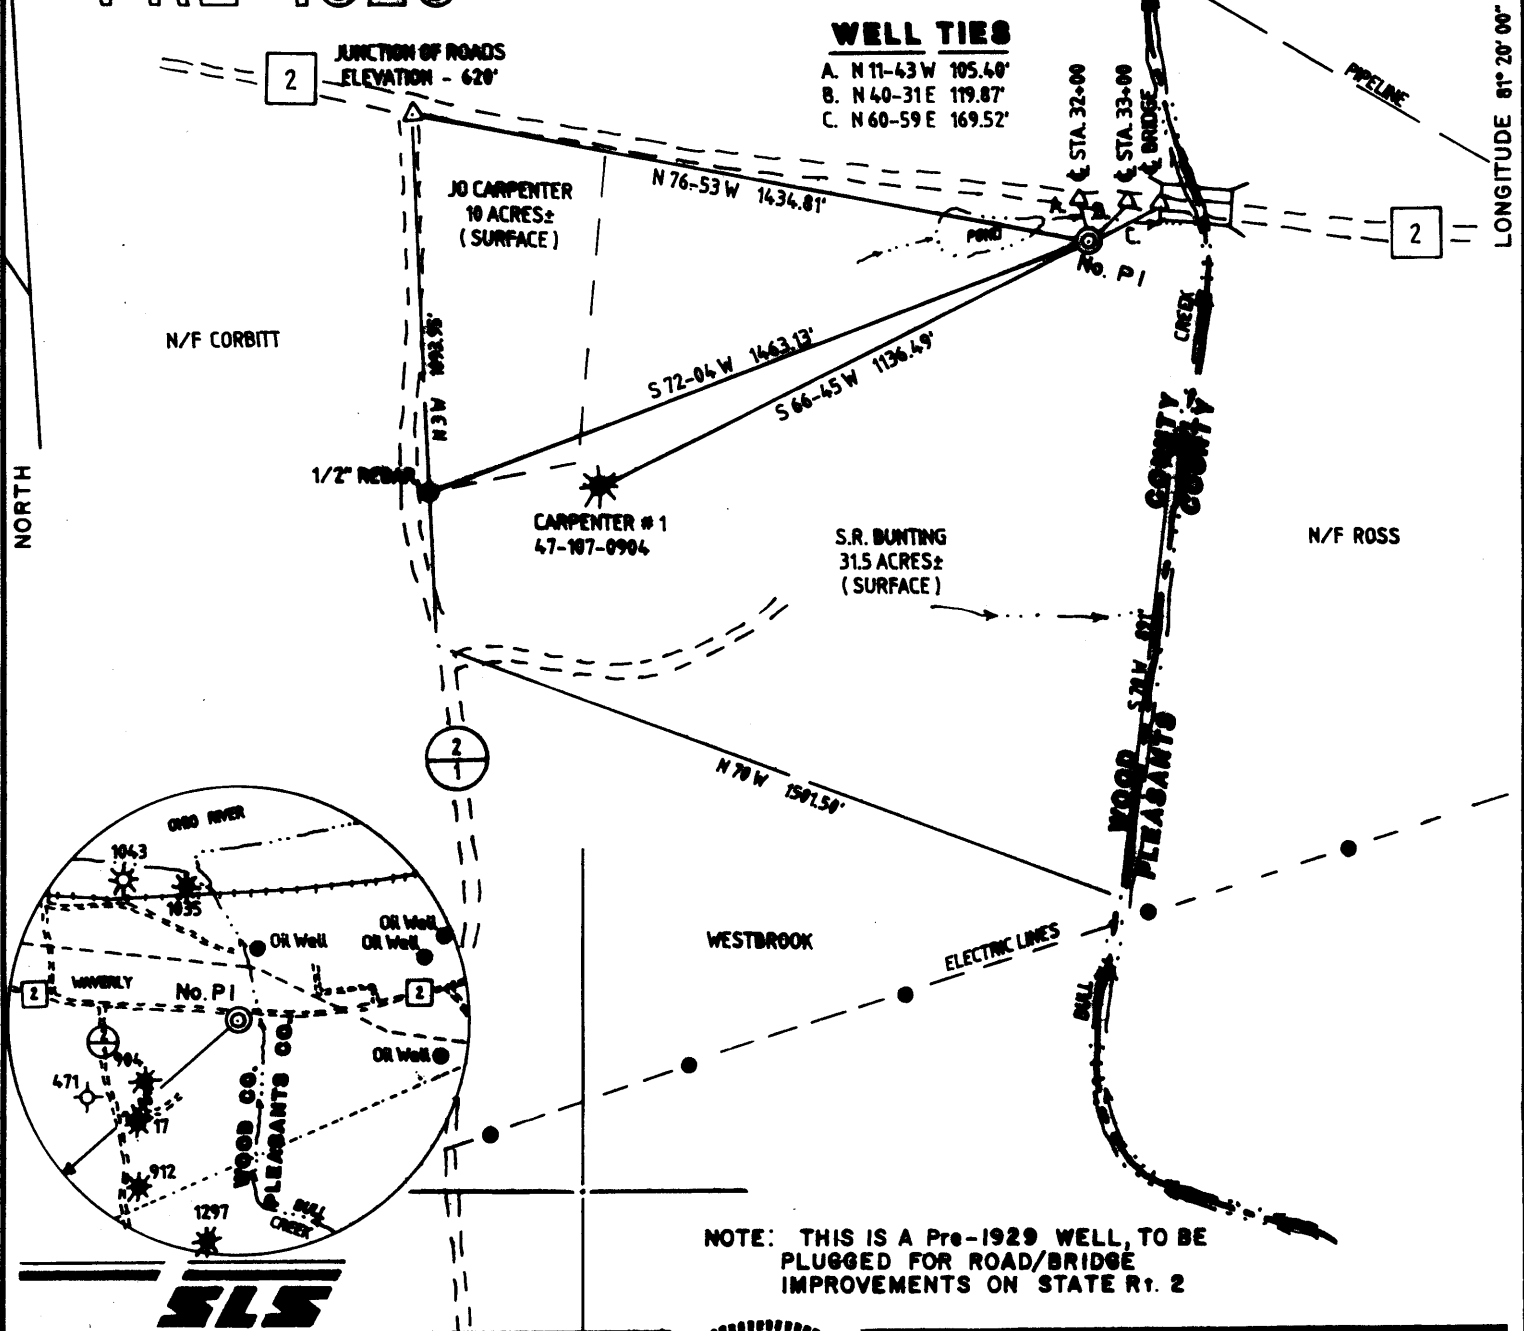 JUNCTION OF ROADS
ELEVATION - 620'
2
WELL TIES
A. N 11-43 W 105.40'
B. N 40-31 E 119.87'
C. N 60-59 E 169.52'
℄ STA. 32+00
℄ STA. 33+00
℄ BRIDGE
PIPELINE
LONGITUDE 81° 20' 00"
JO CARPENTER
10 ACRES±
( SURFACE )
N 76-53 W 1434.81'
A.
B.
C.
POND
No. P1
2
N/F CORBITT
CREEK
S 72-04 W 1463.13'
S 66-45 W 1136.49'
NORTH
1/2" REBAR
CARPENTER # 1
47-107-0904
COUNTY
COUNTY
S.R. BUNTING
31.5 ACRES±
( SURFACE )
N/F ROSS
S 70 W 891'
2
1
N 70 W 1501.50'
WOOD
PLEASANTS
WESTBROOK
ELECTRIC LINES
BULL
OHIO RIVER
1043
1035
Oil Well
Oil Well
Oil Well
WAVERLY
2
No. P1
2
904
Oil Well
471
17
912
WOOD CO.
PLEASANTS CO.
BULL
CREEK
1297
NOTE: THIS IS A Pre-1929 WELL, TO BE
PLUGGED FOR ROAD/BRIDGE
IMPROVEMENTS ON STATE Rt. 2
SLS